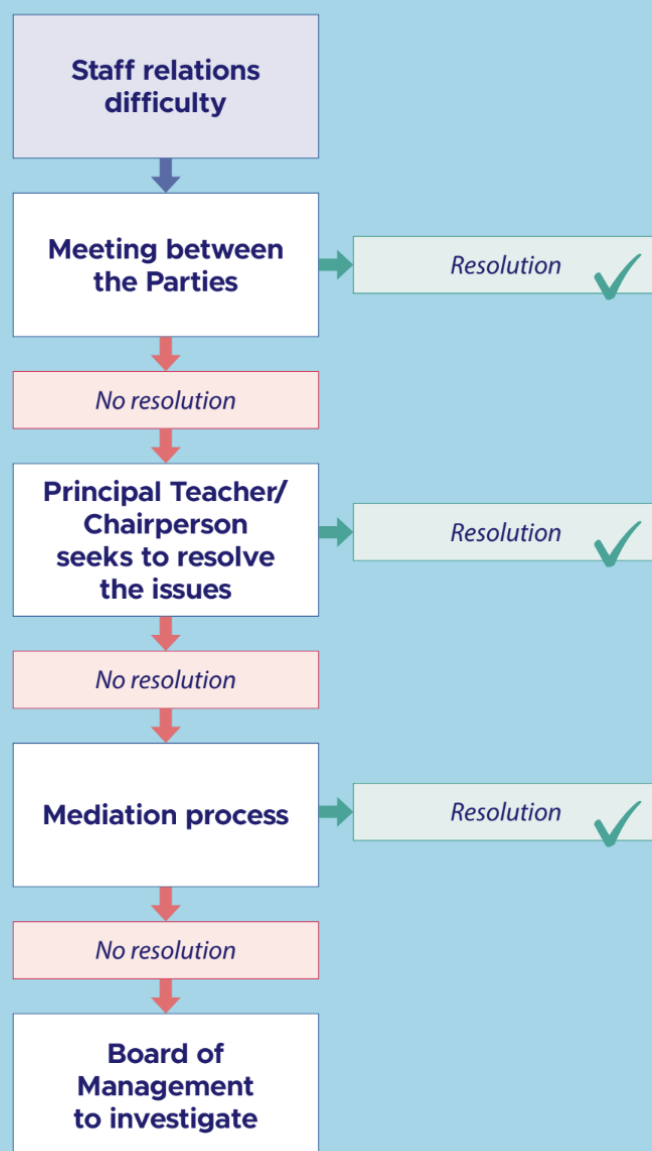 Staff relations
difficulty
Meeting between
the Parties
Resolution
No resolution
Principal Teacher/
Chairperson
seeks to resolve
the issues
Resolution
No resolution
Mediation process
Resolution
No resolution
Board of
Management
to investigate